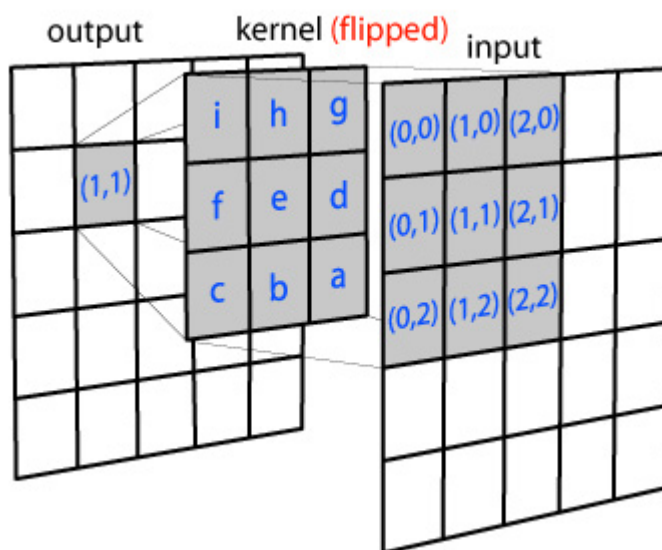 output
kernel (flipped)
input
i h g
f e d
c b a
(1,1)
(0,0) (1,0) (2,0)
(0,1) (1,1) (2,1)
(0,2) (1,2) (2,2)